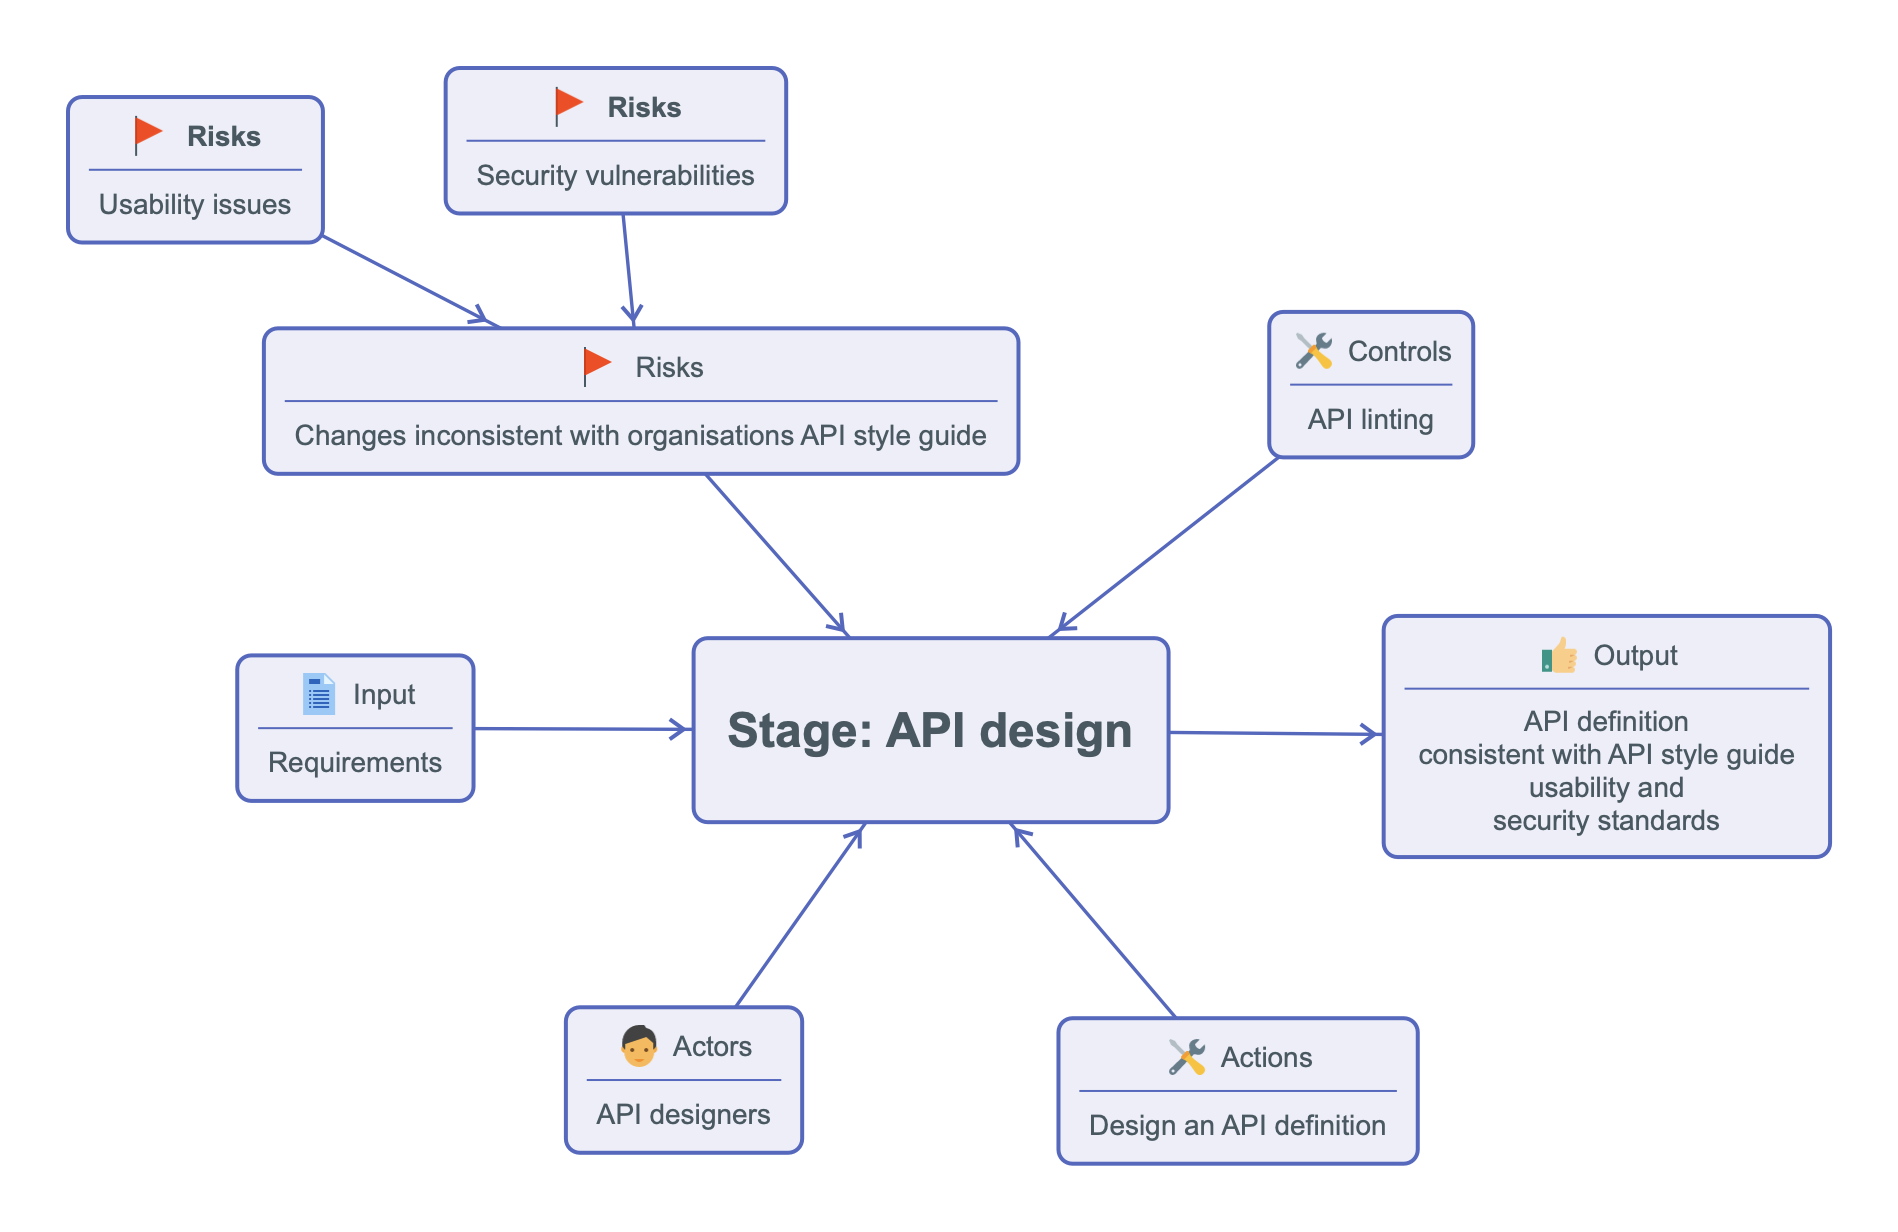 Risks
Usability issues
Risks
Security vulnerabilities
Risks
Changes inconsistent with organisations API style guide
Controls
API linting
Input
Requirements
Stage: API design
Output
API definition
consistent with API style guide
usability and
security standards
Actors
API designers
Actions
Design an API definition